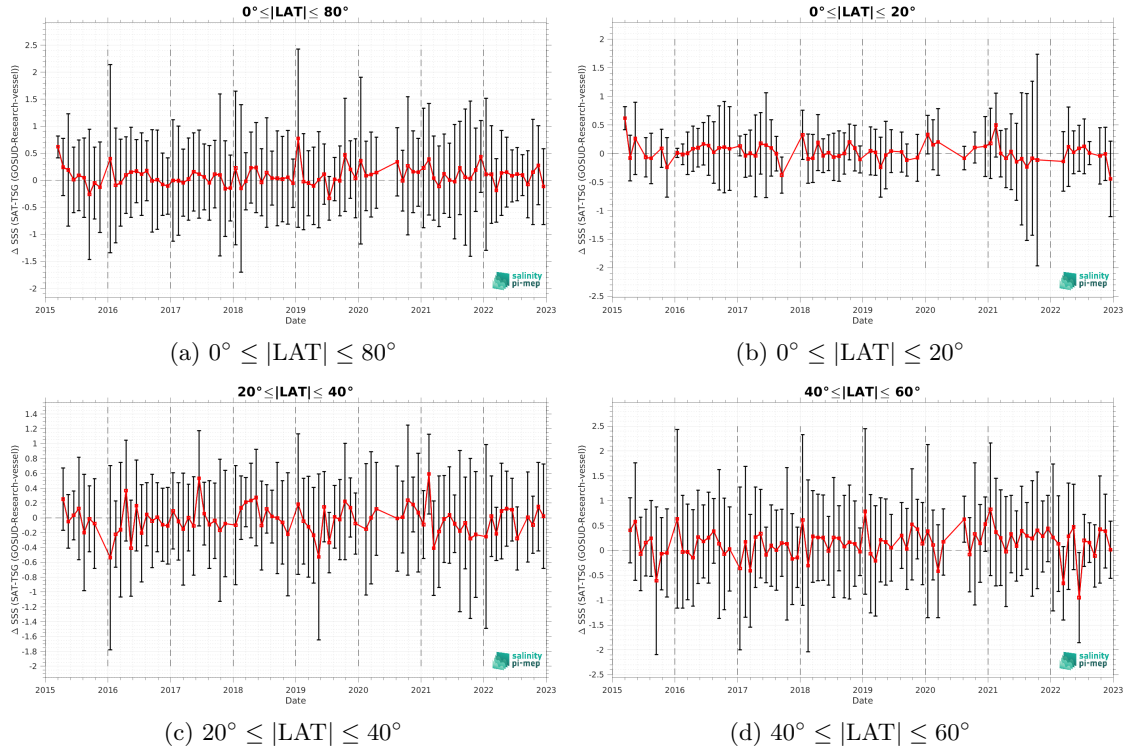 0°≤|LAT|≤ 80°
Δ SSS (SAT-TSG (GOSUD-Research-vessel))
2.5
2
1.5
1
0.5
0
-0.5
-1
-1.5
-2
salinity
pi-mep
2015 2016 2017 2018 2019 2020 2021 2022 2023
Date
(a) 0° ≤ |LAT| ≤ 80°
0°≤|LAT|≤ 20°
Δ SSS (SAT-TSG (GOSUD-Research-vessel))
2
1.5
1
0.5
0
-0.5
-1
-1.5
-2
-2.5
salinity
pi-mep
2015 2016 2017 2018 2019 2020 2021 2022 2023
Date
(b) 0° ≤ |LAT| ≤ 20°
20°≤|LAT|≤ 40°
Δ SSS (SAT-TSG (GOSUD-Research-vessel))
1.4
1.2
1
0.8
0.6
0.4
0.2
0
-0.2
-0.4
-0.6
-0.8
-1
-1.2
-1.4
-1.6
-1.8
-2
salinity
pi-mep
2015 2016 2017 2018 2019 2020 2021 2022 2023
Date
(c) 20° ≤ |LAT| ≤ 40°
40°≤|LAT|≤ 60°
Δ SSS (SAT-TSG (GOSUD-Research-vessel))
2.5
2
1.5
1
0.5
0
-0.5
-1
-1.5
-2
-2.5
salinity
pi-mep
2015 2016 2017 2018 2019 2020 2021 2022 2023
Date
(d) 40° ≤ |LAT| ≤ 60°